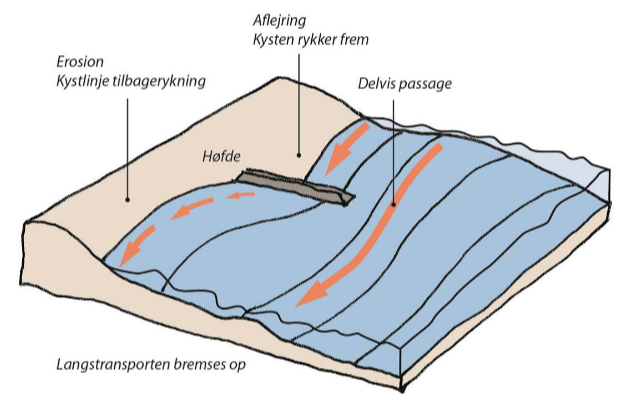 Aflejring
Kysten rykker frem
Erosion
Kystlinje tilbagerykning
Delvis passage
Høfde
Langstransporten bremses op